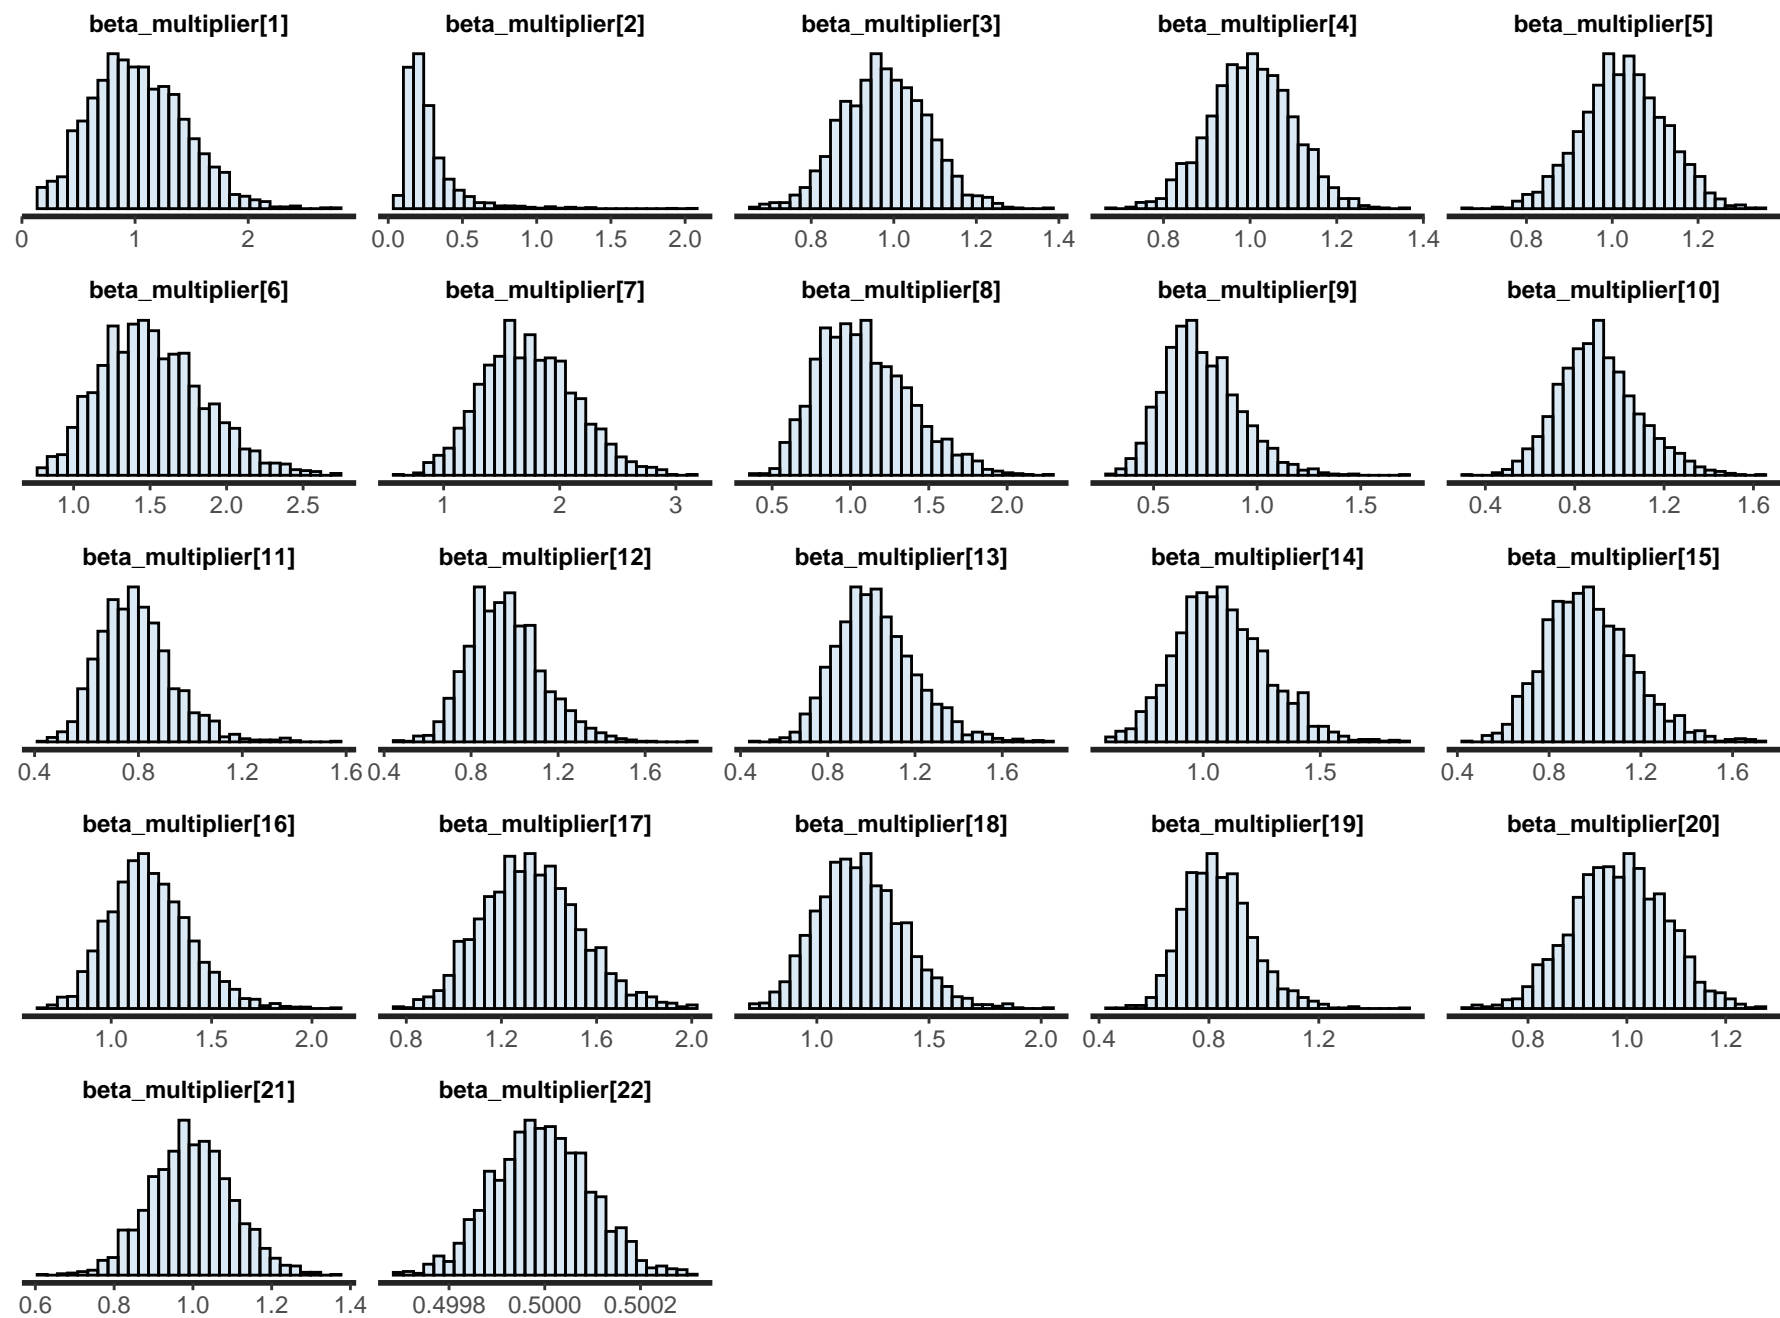 beta_multiplier[1] beta_multiplier[2] beta_multiplier[3] beta_multiplier[4] beta_multiplier[5]
0 1 2 0.0 0.5 1.0 1.5 2.0 0.8 1.0 1.2 1.4 0.8 1.0 1.2 1.4 0.8 1.0 1.2
beta_multiplier[6] beta_multiplier[7] beta_multiplier[8] beta_multiplier[9] beta_multiplier[10]
1.0 1.5 2.0 2.5 1 2 3 0.5 1.0 1.5 2.0 0.5 1.0 1.5 0.4 0.8 1.2 1.6
beta_multiplier[11] beta_multiplier[12] beta_multiplier[13] beta_multiplier[14] beta_multiplier[15]
0.4 0.8 1.2 1.6 0.4 0.8 1.2 1.6 0.4 0.8 1.2 1.6 1.0 1.5 0.4 0.8 1.2 1.6
beta_multiplier[16] beta_multiplier[17] beta_multiplier[18] beta_multiplier[19] beta_multiplier[20]
1.0 1.5 2.0 0.8 1.2 1.6 2.0 1.0 1.5 2.0 0.4 0.8 1.2 0.8 1.0 1.2
beta_multiplier[21] beta_multiplier[22]
0.6 0.8 1.0 1.2 1.4 0.4998 0.5000 0.5002